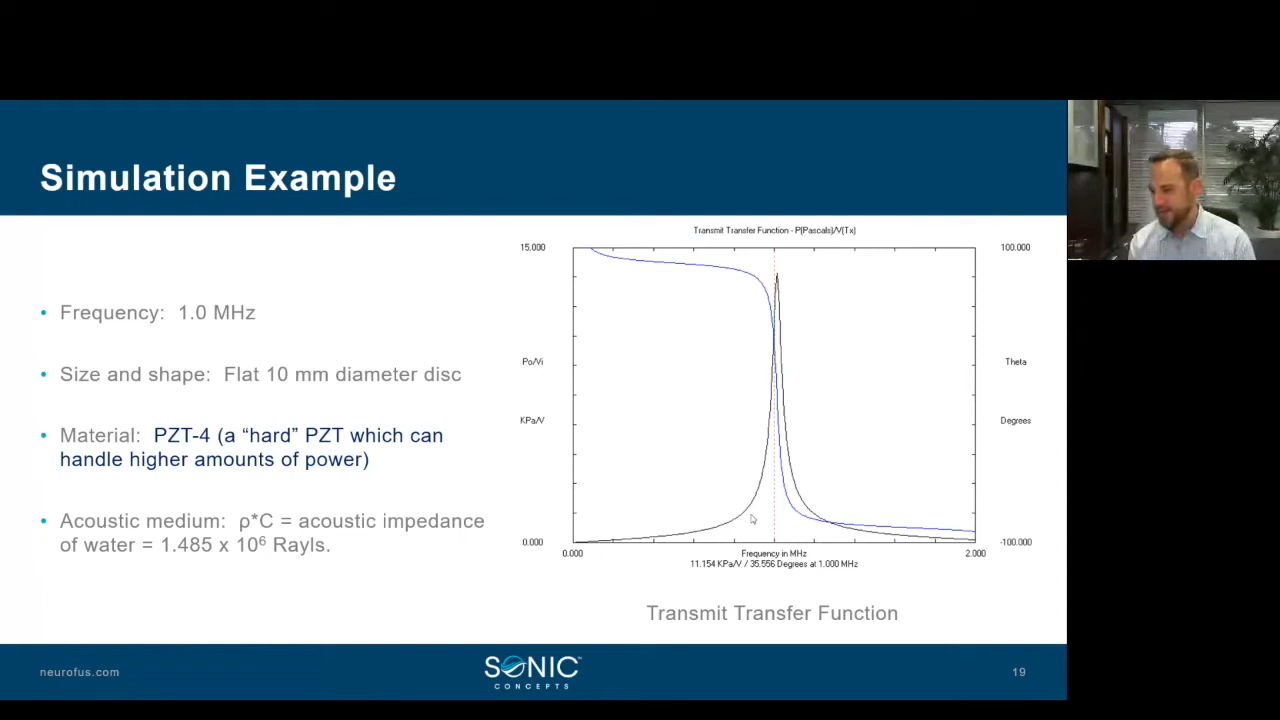 Simulation Example
• Frequency: 1.0 MHz
• Size and shape: Flat 10 mm diameter disc
• Material: PZT-4 (a “hard” PZT which can
handle higher amounts of power)
• Acoustic medium: ρ*C = acoustic impedance
of water = 1.485 x 10⁶ Rayls.
Transmit Transfer Function - P(Pascals)/V(Tx)
15.000
100.000
Po/Vi
Theta
KPa/V
Degrees
0.000
-100.000
0.000
Frequency in MHz
2.000
11.154 KPa/V / 35.556 Degrees at 1.000 MHz
Transmit Transfer Function
neurofus.com
SONIC™
CONCEPTS
19